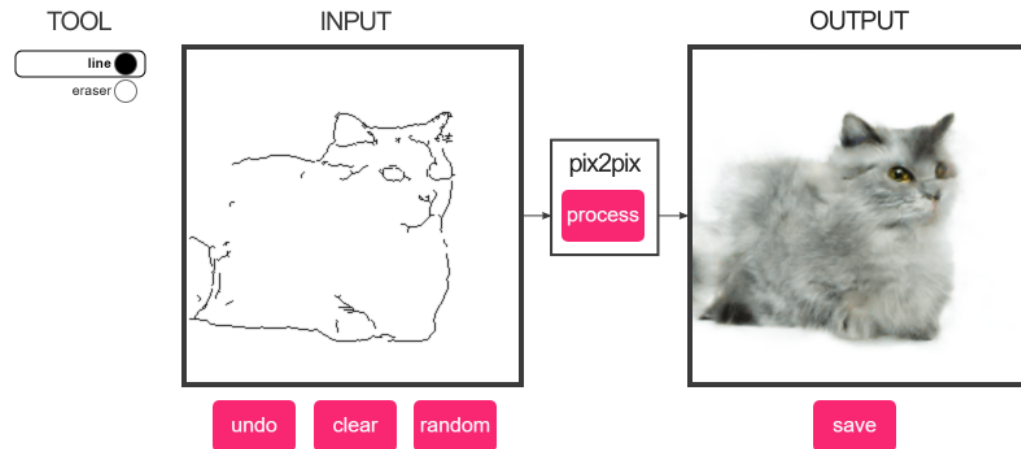 TOOL
INPUT
OUTPUT
line
eraser
pix2pix
process
undo
clear
random
save